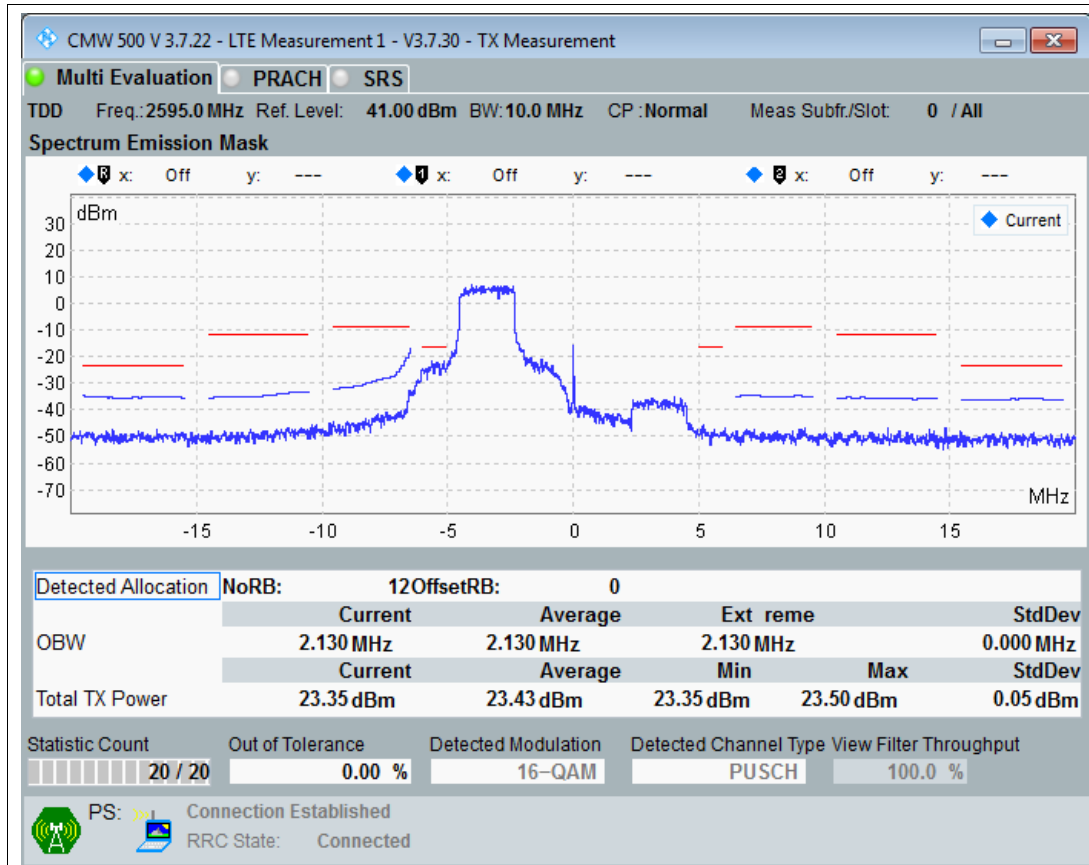 CMW 500 V 3.7.22 - LTE Measurement 1 - V3.7.30 - TX Measurement
Multi Evaluation PRACH SRS
TDD Freq.: 2595.0 MHz Ref. Level: 41.00 dBm BW: 10.0 MHz CP : Normal Meas Subfr./Slot: 0 / All
Spectrum Emission Mask
R x: Off y: --- 1 x: Off y: --- 2 x: Off y: ---
dBm
Current
30
20
10
0
-10
-20
-30
-40
-50
-60
-70
MHz
-15 -10 -5 0 5 10 15
Detected Allocation NoRB: 12 OffsetRB: 0
Current Average Ext reme StdDev
OBW 2.130 MHz 2.130 MHz 2.130 MHz 0.000 MHz
Current Average Min Max StdDev
Total TX Power 23.35 dBm 23.43 dBm 23.35 dBm 23.50 dBm 0.05 dBm
Statistic Count Out of Tolerance Detected Modulation Detected Channel Type View Filter Throughput
20 / 20 0.00 % 16-QAM PUSCH 100.0 %
PS: Connection Established
RRC State: Connected